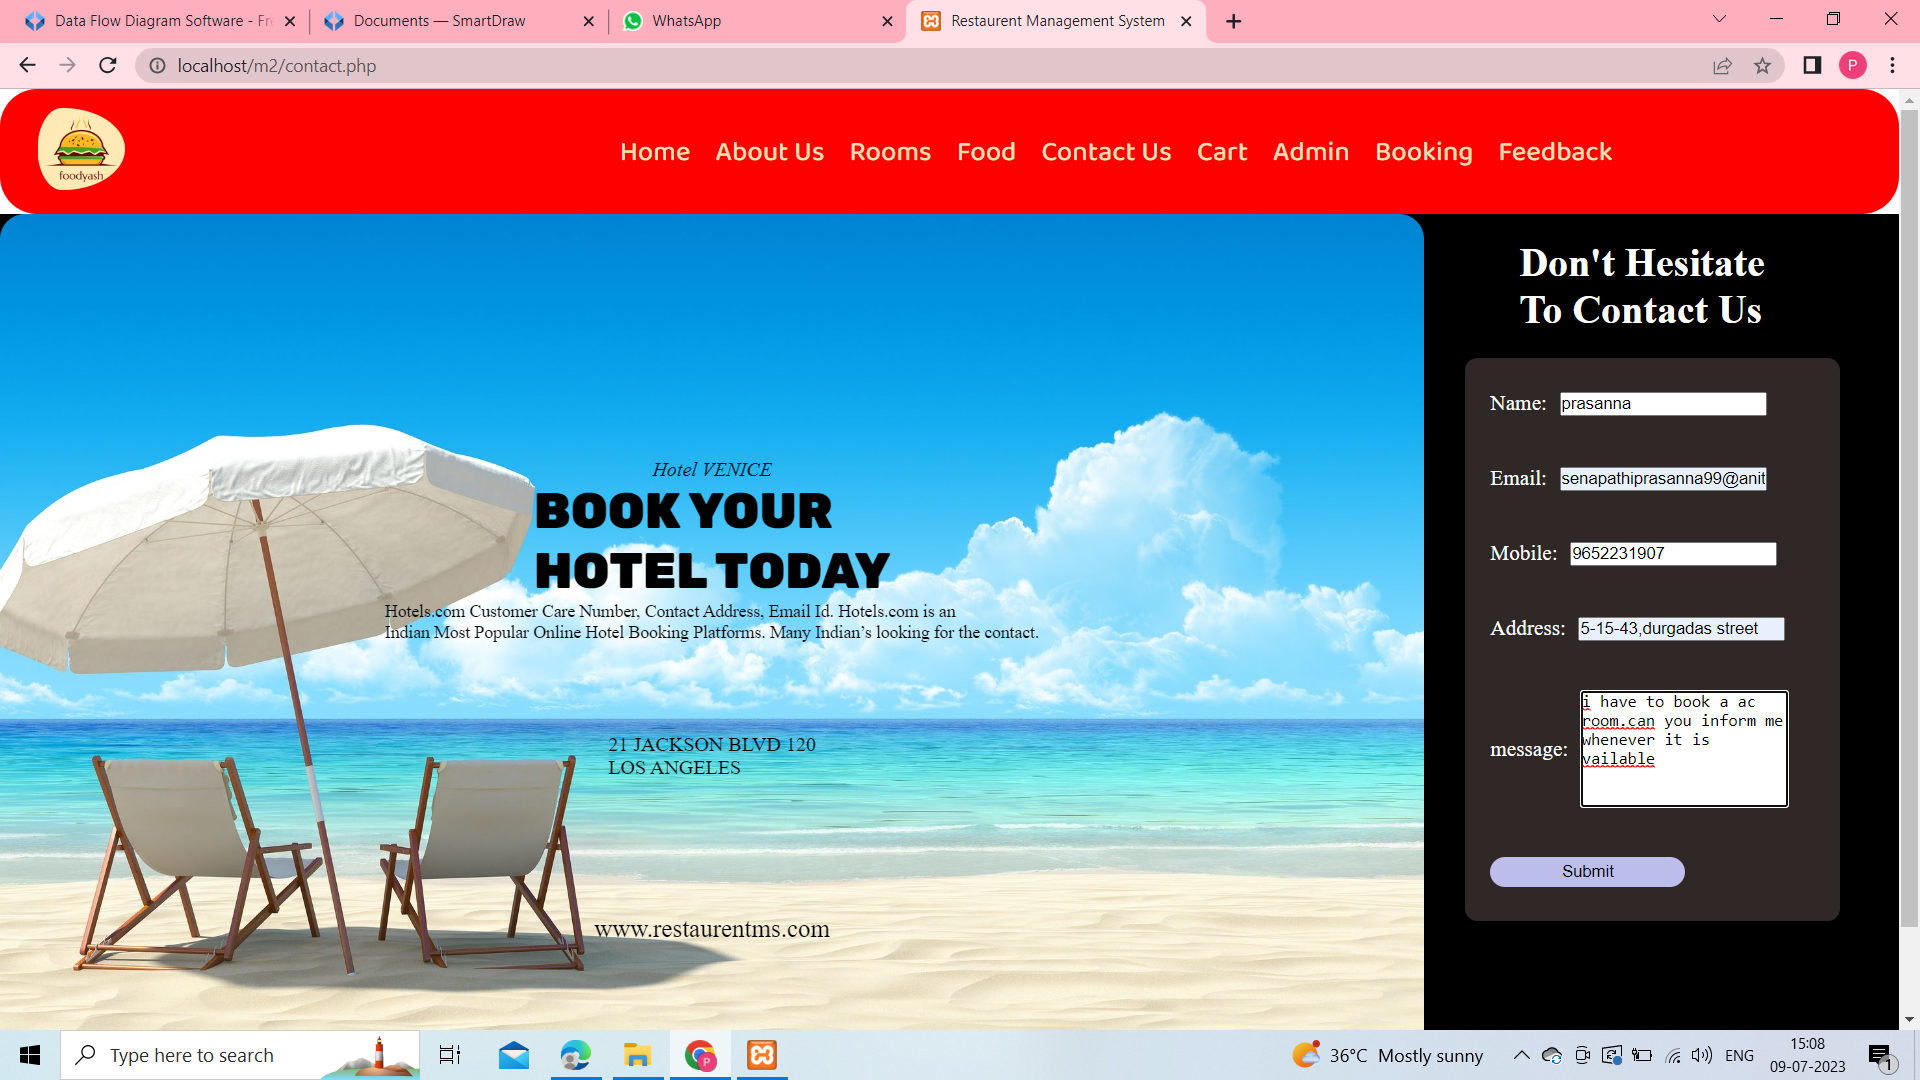 Data Flow Diagram Software - Fre
Documents — SmartDraw
WhatsApp
Restaurent Management System
localhost/m2/contact.php
P
foodyash
Home About Us Rooms Food Contact Us Cart Admin Booking Feedback
Hotel VENICE
BOOK YOUR
HOTEL TODAY
Hotels.com Customer Care Number, Contact Address, Email Id. Hotels.com is an
Indian Most Popular Online Hotel Booking Platforms. Many Indian’s looking for the contact.
21 JACKSON BLVD 120
LOS ANGELES
www.restaurentms.com
Don't Hesitate
To Contact Us
Name: prasanna
Email: senapathiprasanna99@anit
Mobile: 9652231907
Address: 5-15-43,durgadas street
message:
i have to book a ac
room.can you inform me
whenever it is
vailable
Submit
Type here to search
P
36°C Mostly sunny
ENG
15:08
09-07-2023
1